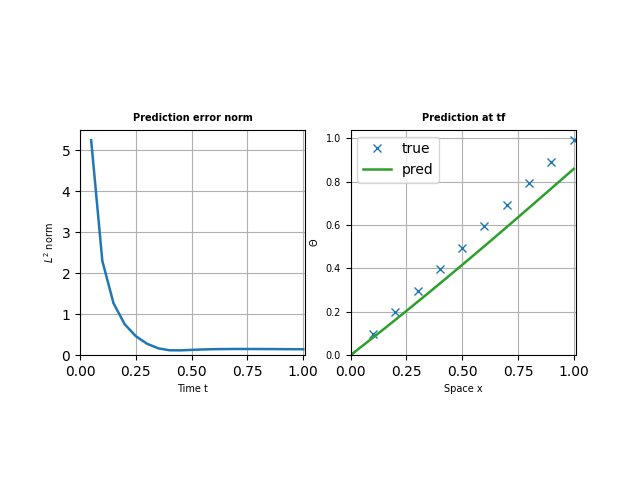 Prediction error norm
L² norm
5
4
3
2
1
0
0.00 0.25 0.50 0.75 1.00
Time t
Prediction at tf
true
pred
Θ
1.0
0.8
0.6
0.4
0.2
0.0
0.00 0.25 0.50 0.75 1.00
Space x